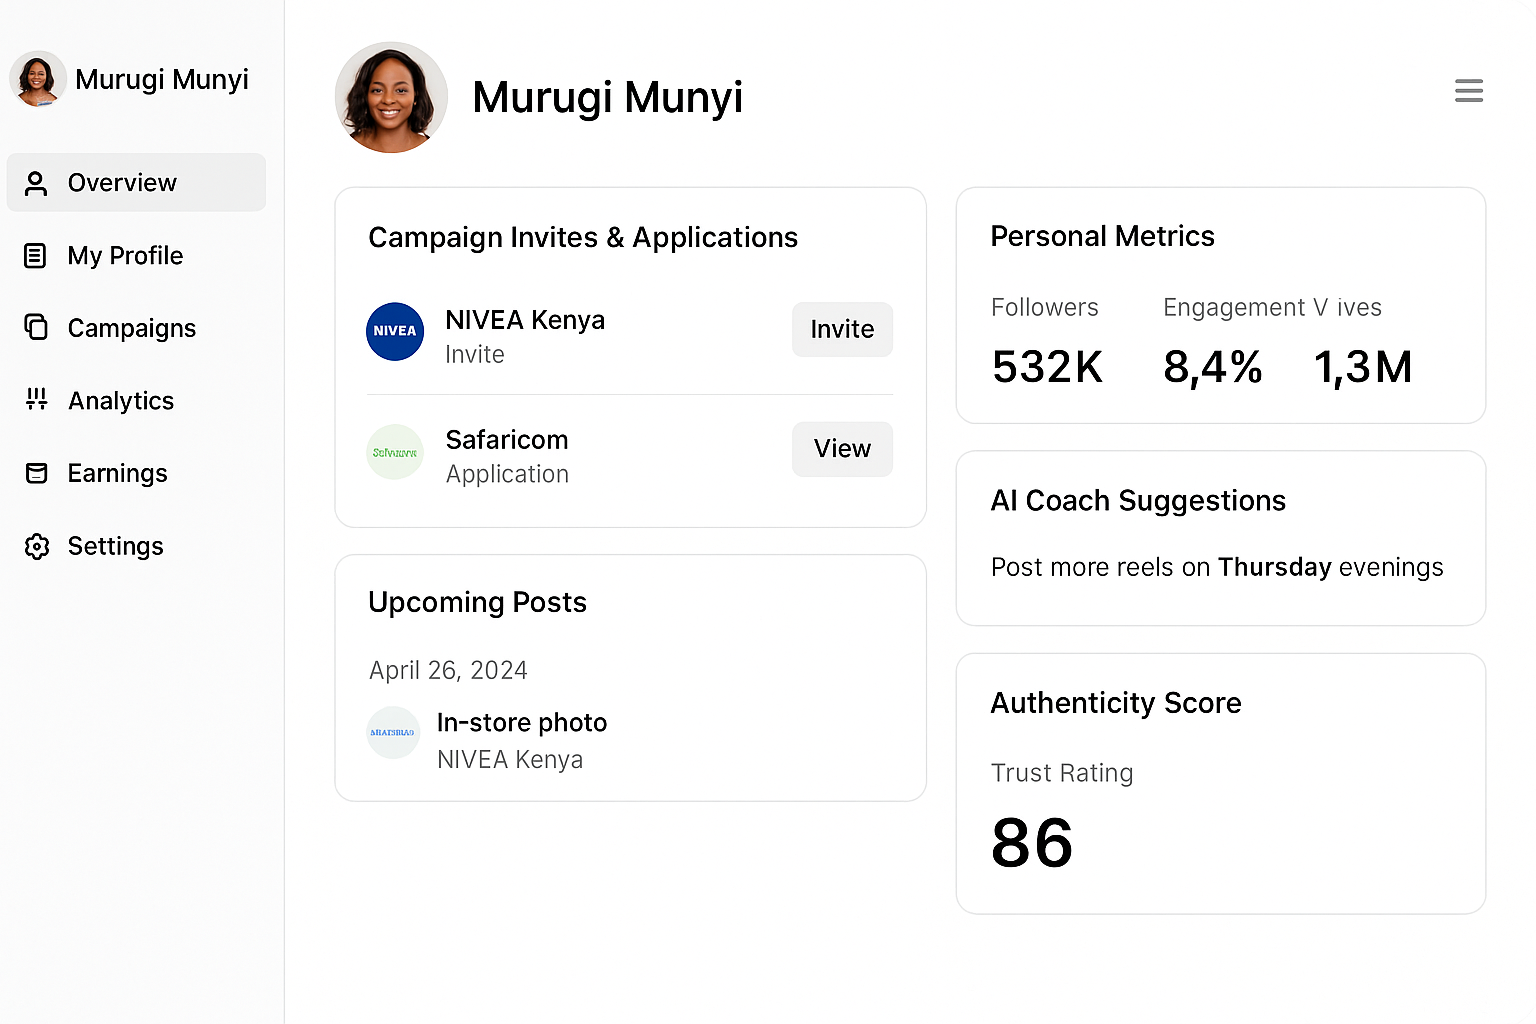 Murugi Munyi
Overview
My Profile
Campaigns
Analytics
Earnings
Settings
Murugi Munyi
Campaign Invites & Applications
NIVEA
NIVEA Kenya
Invite
Invite
Safaricom
Application
View
Upcoming Posts
April 26, 2024
In-store photo
NIVEA Kenya
Personal Metrics
Followers
Engagement V ives
532K
8,4%
1,3M
AI Coach Suggestions
Post more reels on Thursday evenings
Authenticity Score
Trust Rating
86